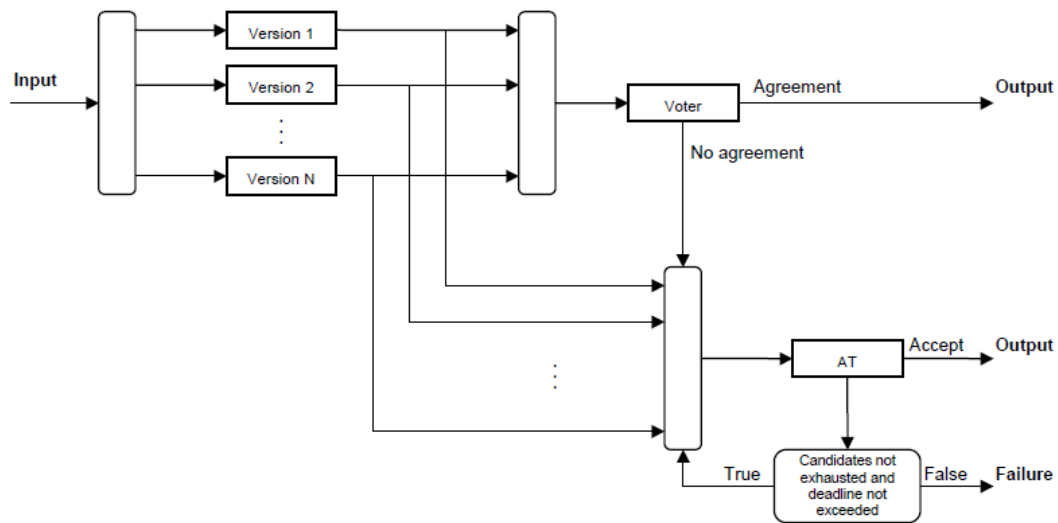 Version 1
Input
Version 2
Agreement
Output
Voter
No agreement
Version N
Accept
Output
AT
True
Candidates not
exhausted and
deadline not
exceeded
False
Failure